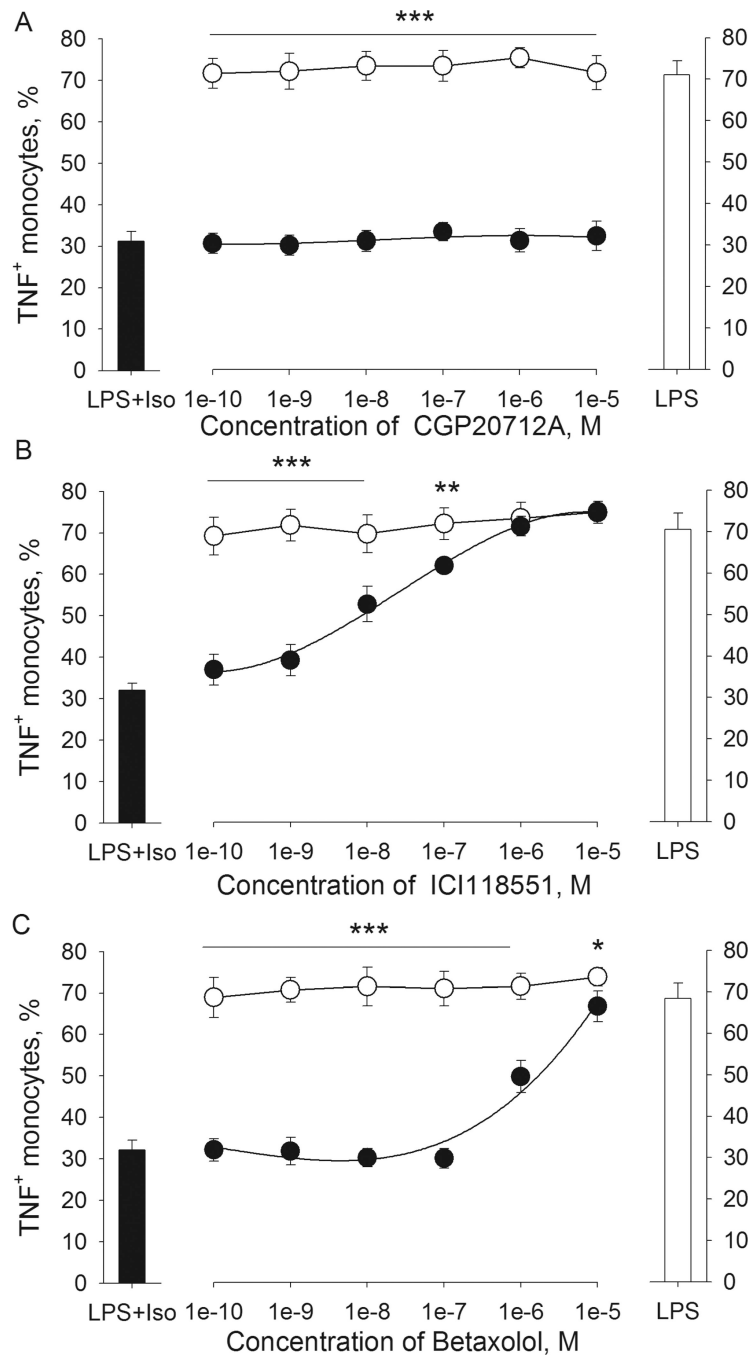 A
***
80 80
70 70
60 60
50 50
40 40
30 30
20 20
10 10
0 0
TNF+ monocytes, %
LPS+Iso 1e-10 1e-9 1e-8 1e-7 1e-6 1e-5 LPS
Concentration of CGP20712A, M
B
*** **
80 80
70 70
60 60
50 50
40 40
30 30
20 20
10 10
0 0
TNF+ monocytes, %
LPS+Iso 1e-10 1e-9 1e-8 1e-7 1e-6 1e-5 LPS
Concentration of ICI118551, M
C
*** *
80 80
70 70
60 60
50 50
40 40
30 30
20 20
10 10
0 0
TNF+ monocytes, %
LPS+Iso 1e-10 1e-9 1e-8 1e-7 1e-6 1e-5 LPS
Concentration of Betaxolol, M